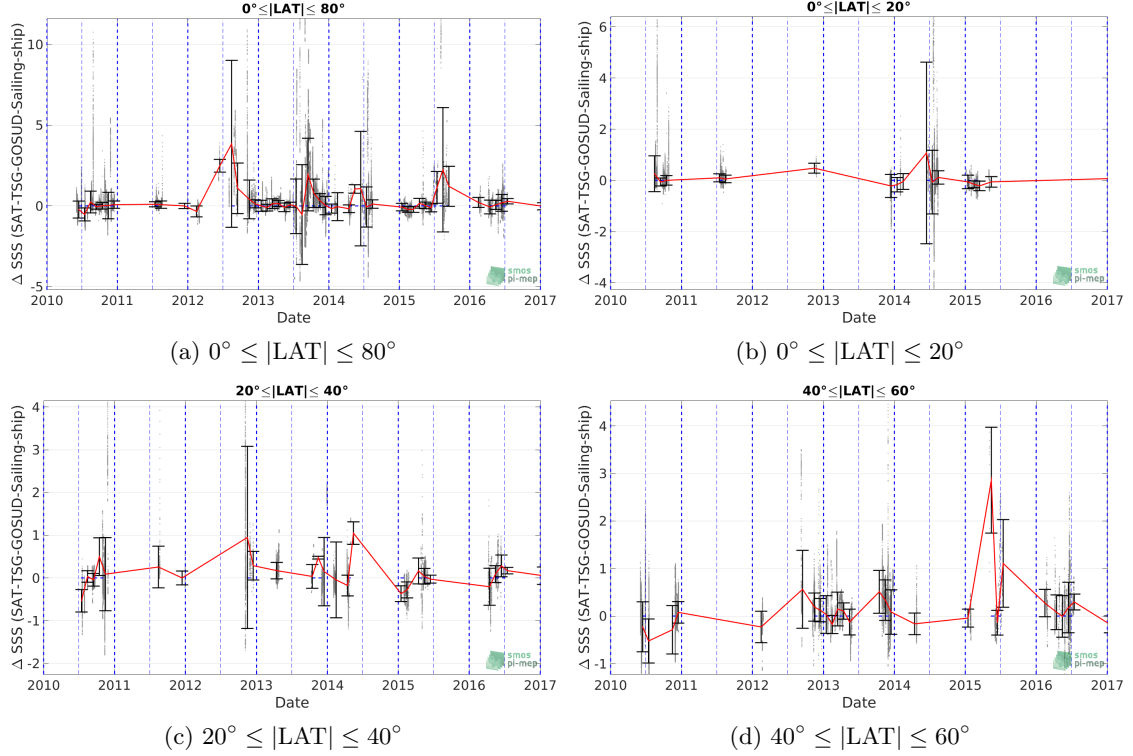 0°≤|LAT|≤ 80°
Δ SSS (SAT-TSG-GOSUD-Sailing-ship)
10
5
0
-5
2010 2011 2012 2013 2014 2015 2016 2017
Date
smos
pi-mep
(a) 0° ≤ |LAT| ≤ 80°
0°≤|LAT|≤ 20°
Δ SSS (SAT-TSG-GOSUD-Sailing-ship)
6
4
2
0
-2
-4
2010 2011 2012 2013 2014 2015 2016 2017
Date
smos
pi-mep
(b) 0° ≤ |LAT| ≤ 20°
20°≤|LAT|≤ 40°
Δ SSS (SAT-TSG-GOSUD-Sailing-ship)
4
3
2
1
0
-1
-2
2010 2011 2012 2013 2014 2015 2016 2017
Date
smos
pi-mep
(c) 20° ≤ |LAT| ≤ 40°
40°≤|LAT|≤ 60°
Δ SSS (SAT-TSG-GOSUD-Sailing-ship)
4
3
2
1
0
-1
2010 2011 2012 2013 2014 2015 2016 2017
Date
smos
pi-mep
(d) 40° ≤ |LAT| ≤ 60°